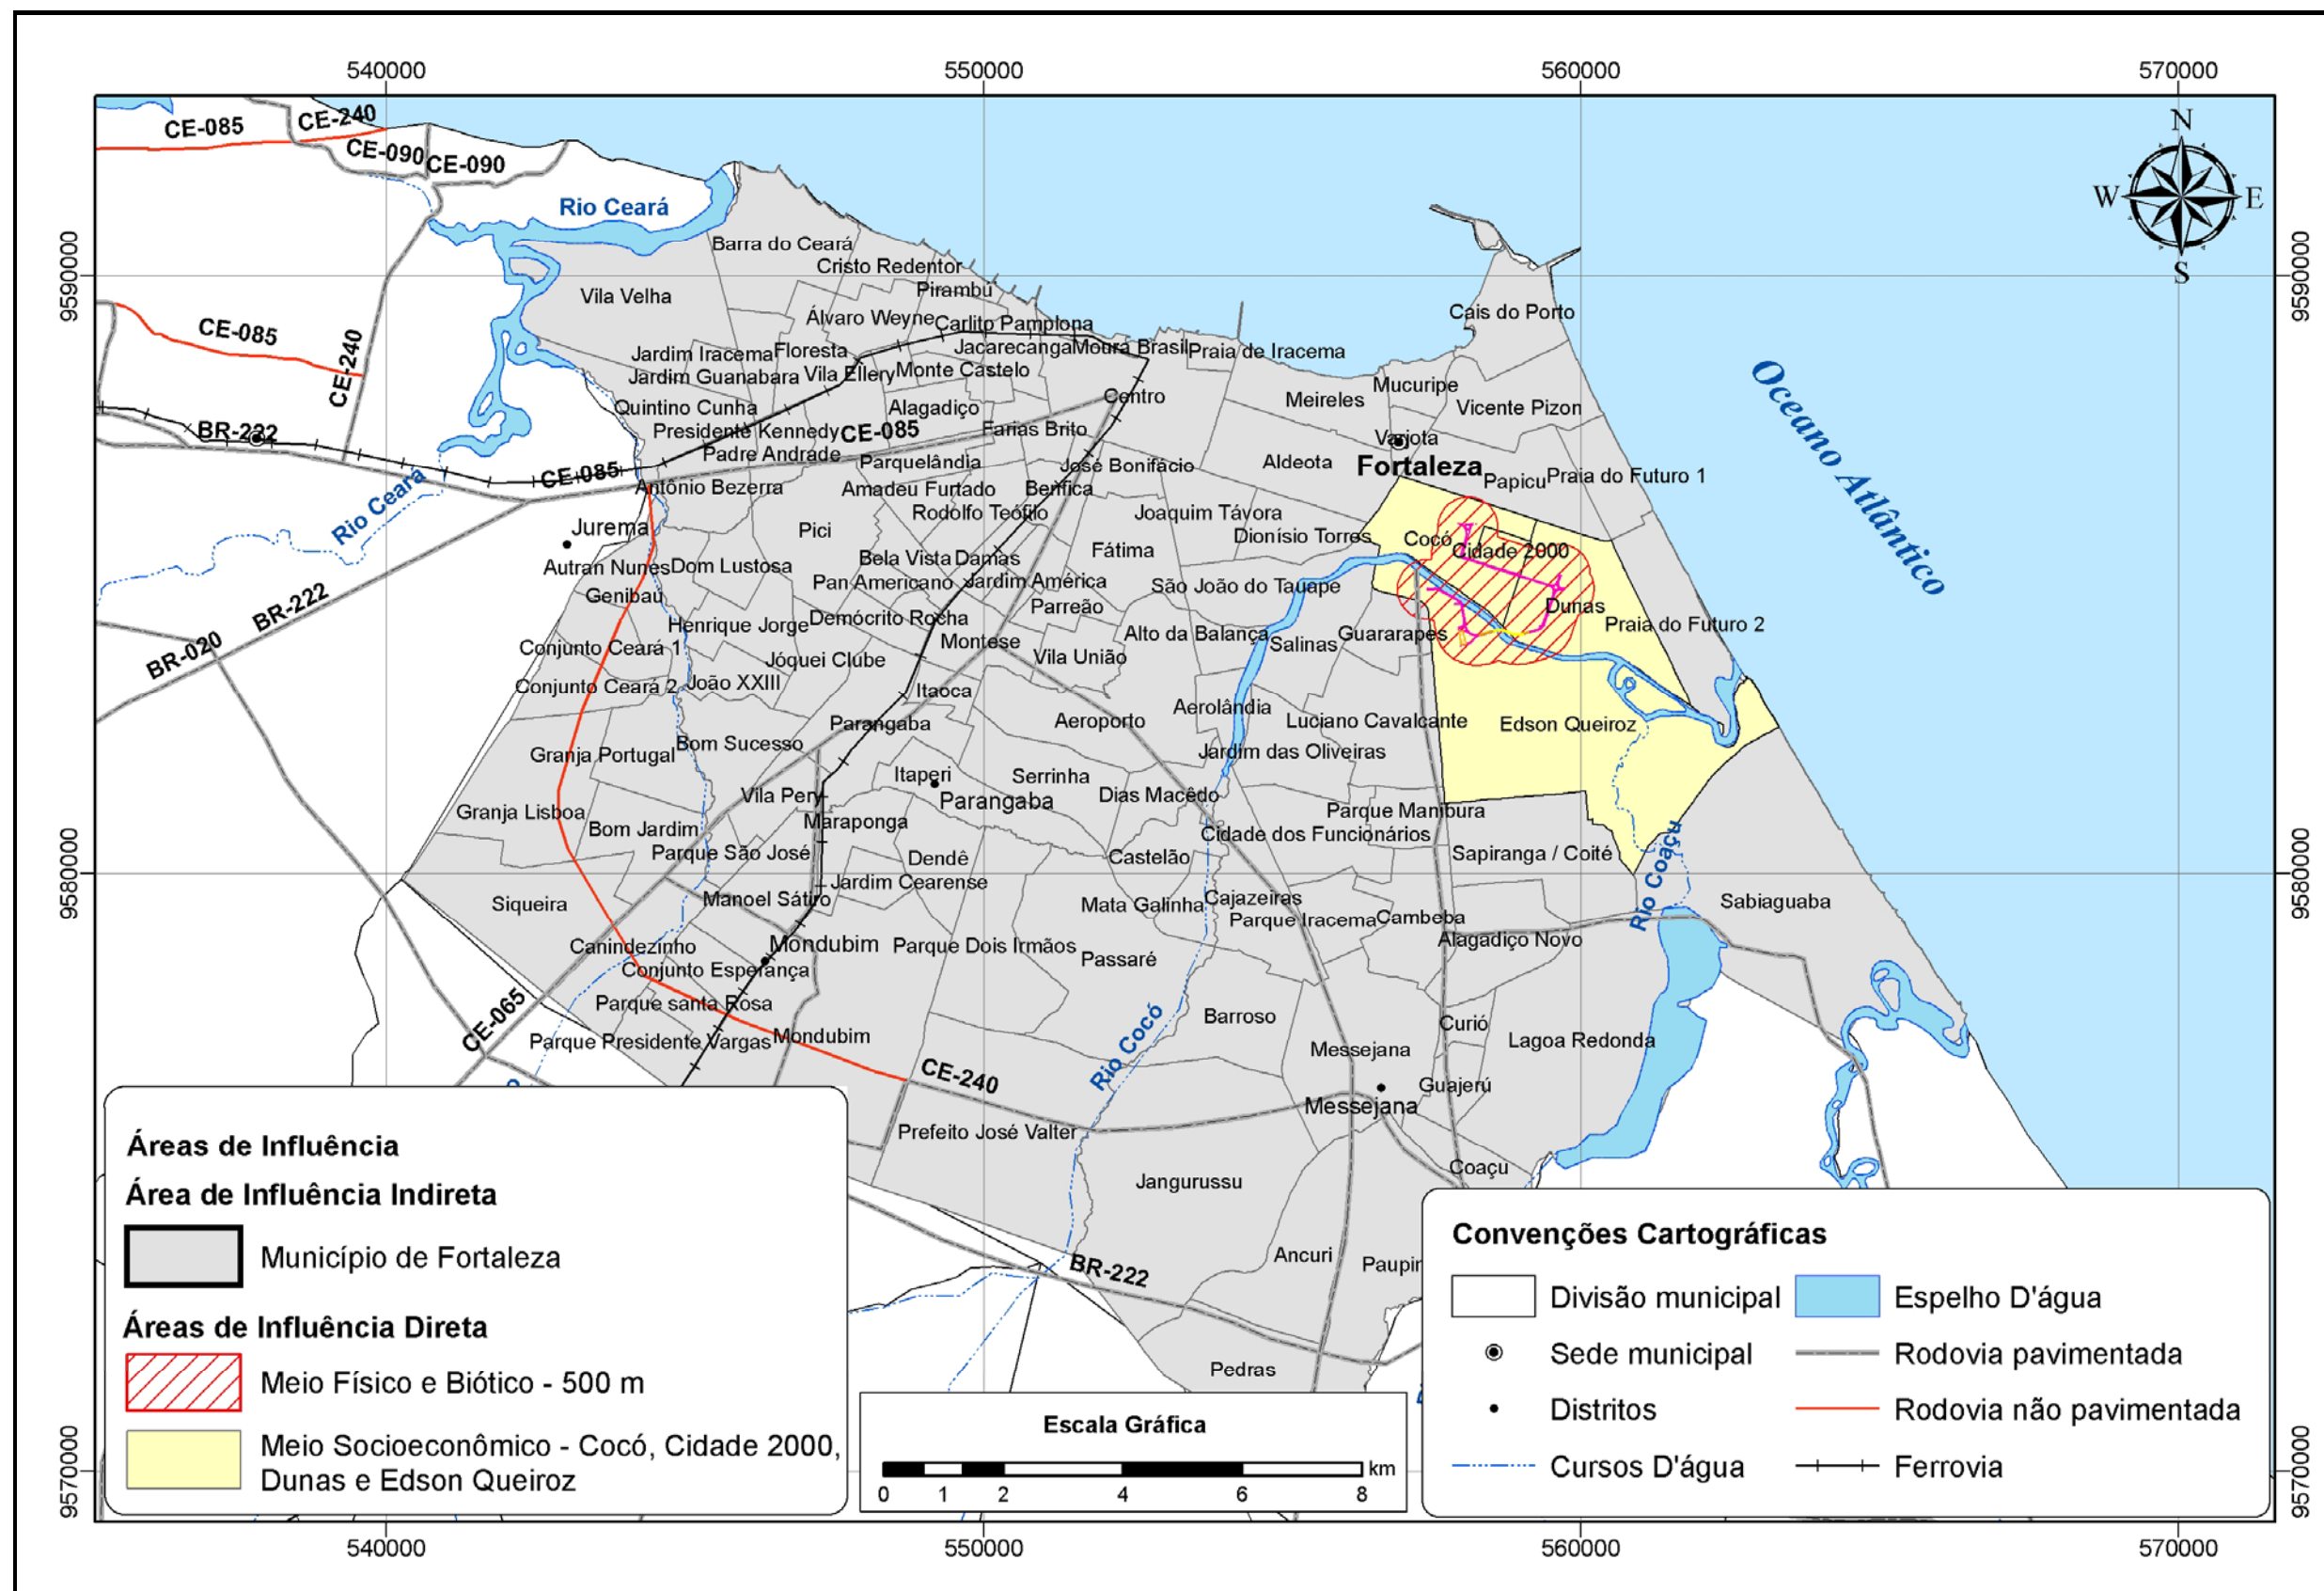 540000
550000
560000
570000
CE-085
CE-240
CE-090
CE-090
N
W
E
S
Rio Ceará
9590000
9590000
Barra do Ceará
Cristo Redentor
Pirambú
Vila Velha
Cais do Porto
Álvaro Weyne
Carlito Pamplona
CE-085
CE-240
Jardim Iracema
Floresta
Jacarecanga
Moura Brasil
Praia de Iracema
Jardim Guanabara
Vila Ellery
Monte Castelo
Mucuripe
Oceano Atlântico
Centro
Meireles
Quintino Cunha
Alagadiço
Vicente Pizon
BR-222
Presidente Kennedy
CE-085
Farias Brito
Varjota
Padre Andrade
Parquelândia
José Bonifácio
Aldeota
Fortaleza
CE-085
Papicu
Praia do Futuro 1
Rio Ceará
Antônio Bezerra
Amadeu Furtado
Benfica
Rodolfo Teófilo
Joaquim Távora
Jurema
Pici
Dionísio Torres
Cocó
Cidade 2000
Fátima
Bela Vista
Damas
Autran Nunes
Dom Lustosa
Pan Americano
Jardim América
São João do Tauape
Genibaú
Parreão
Dunas
BR-222
Henrique Jorge
Demócrito Rocha
Praia do Futuro 2
Alto da Balança
Salinas
Guararapes
Montese
BR-020
Conjunto Ceará 1
Jóquei Clube
Vila União
Conjunto Ceará 2
João XXIII
Itaoca
Aerolândia
Parangaba
Aeroporto
Luciano Cavalcante
Edson Queiroz
Granja Portugal
Bom Sucesso
Jardim das Oliveiras
Itaperi
Serrinha
Vila Pery
Parangaba
Dias Macêdo
Granja Lisboa
Parque Manibura
Bom Jardim
Maraponga
Cidade dos Funcionários
Parque São José
Dendê
Castelão
Sapiranga / Coité
9580000
9580000
Jardim Cearense
Rio Coaçu
Siqueira
Manoel Sátiro
Mata Galinha
Cajazeiras
Sabiaguaba
Parque Iracema
Cambeba
Canindezinho
Mondubim
Parque Dois Irmãos
Alagadiço Novo
Passaré
Conjunto Esperança
Parque santa Rosa
CE-065
Barroso
Curió
Parque Presidente Vargas
Mondubim
Rio Cocó
Lagoa Redonda
Messejana
CE-240
Guajerú
Messejana
Prefeito José Valter
Coaçu
Jangurussu
BR-222
Ancuri
Paupin
Pedras
Áreas de Influência
Área de Influência Indireta
Município de Fortaleza
Áreas de Influência Direta
Meio Físico e Biótico - 500 m
Meio Socioeconômico - Cocó, Cidade 2000,
Dunas e Edson Queiroz
Escala Gráfica
km
0 1 2 4 6 8
Convenções Cartográficas
Divisão municipal
Espelho D'água
Sede municipal
Rodovia pavimentada
Distritos
Rodovia não pavimentada
Cursos D'água
Ferrovia
9570000
9570000
540000
550000
560000
570000